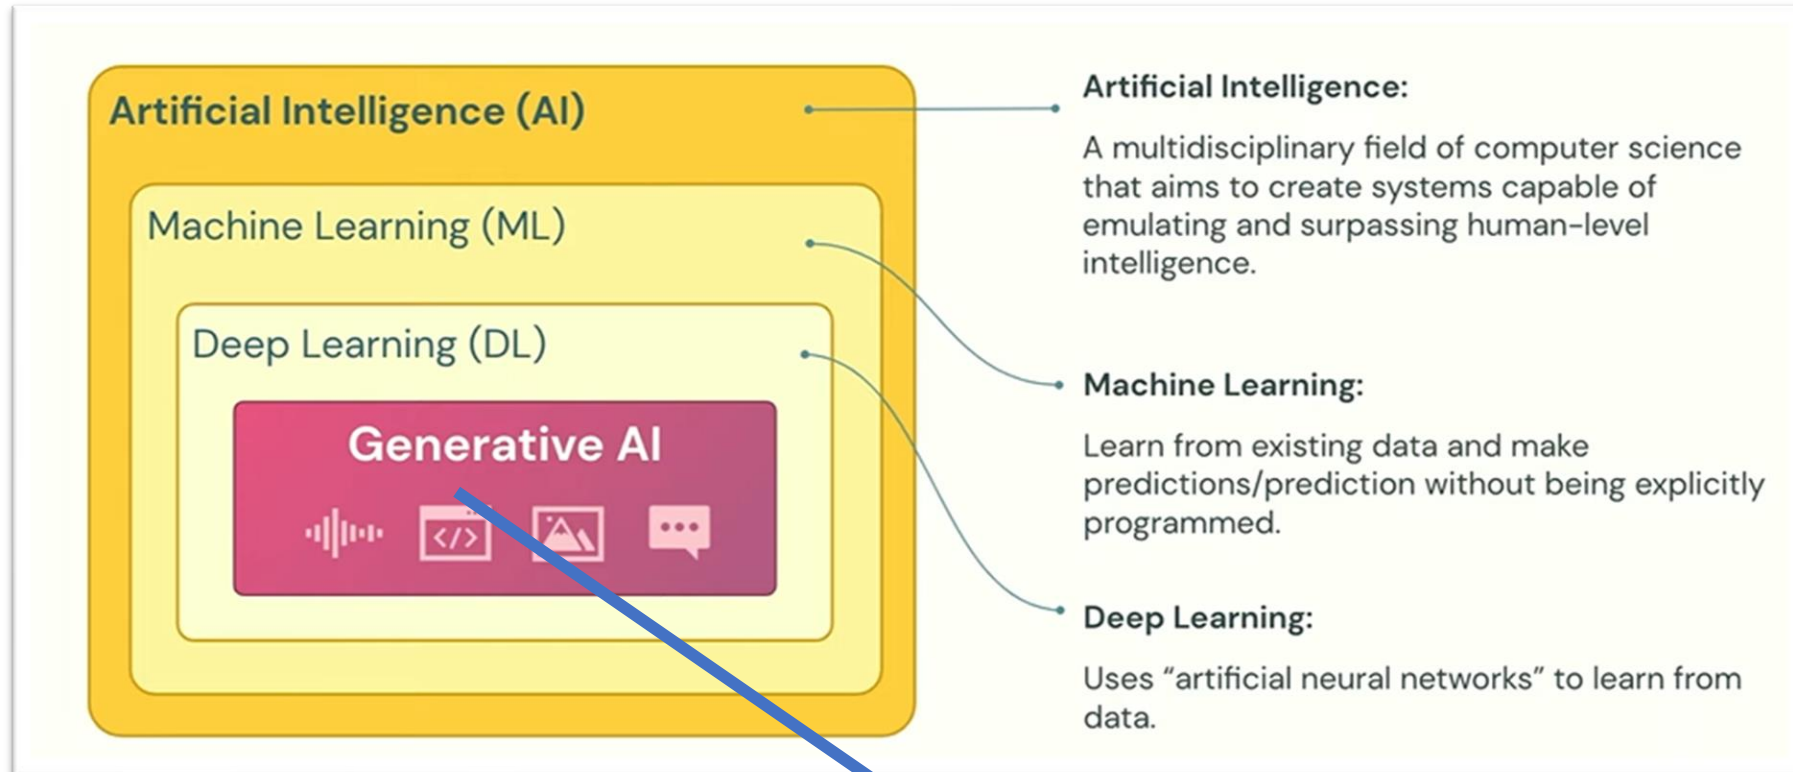 Artificial Intelligence (AI)
Machine Learning (ML)
Deep Learning (DL)
Generative AI
</>
Artificial Intelligence:
A multidisciplinary field of computer science
that aims to create systems capable of
emulating and surpassing human-level
intelligence.
Machine Learning:
Learn from existing data and make
predictions/prediction without being explicitly
programmed.
Deep Learning:
Uses “artificial neural networks” to learn from
data.